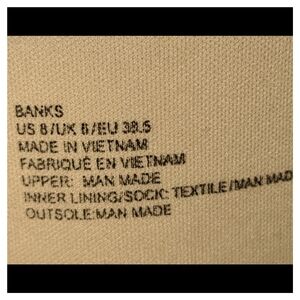 BANKS
US 8/UK 6/EU 38.5
MADE IN VIETNAM
FABRIQUÉ EN VIETNAM
UPPER: MAN MADE
INNER LINING/SOCK: TEXTILE/MAN MAD
OUTSOLE:MAN MADE